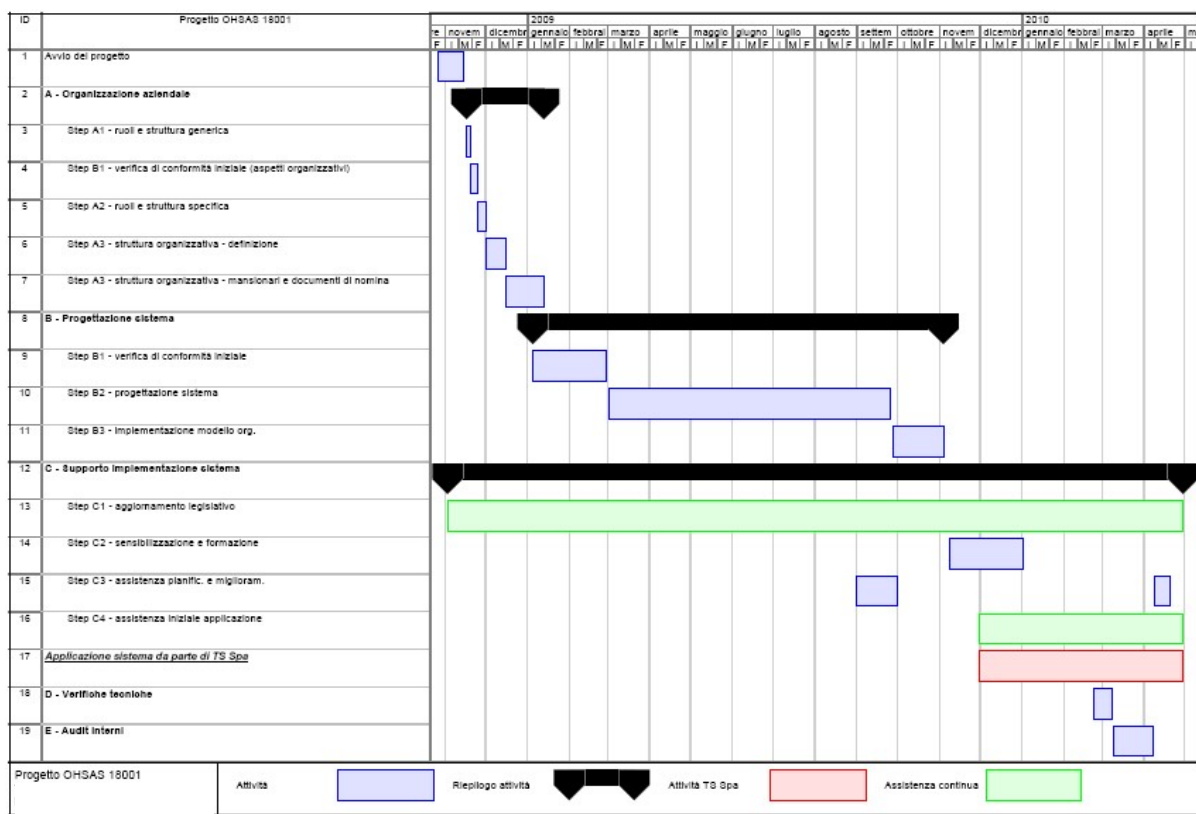 ID Progetto OHSAS 18001 2009 2010
re novem dicembr gennaio febbrai marzo aprile maggio giugno luglio agosto settem ottobre novem dicembr gennaio febbrai marzo aprile m
F I M F I M F I M F I M F I M F I M F I M F I M F I M F I M F I M F I M F I M F I M F I M F I M F I M F I M F
1 Avvio del progetto
2 A - Organizzazione aziendale
3 Step A1 - ruoli e struttura generica
4 Step B1 - verifica di conformità iniziale (aspetti organizzativi)
5 Step A2 - ruoli e struttura specifica
6 Step A3 - struttura organizzativa - definizione
7 Step A3 - struttura organizzativa - mansionari e documenti di nomina
8 B - Progettazione sistema
9 Step B1 - verifica di conformità iniziale
10 Step B2 - progettazione sistema
11 Step B3 - implementazione modello org.
12 C - Supporto implementazione sistema
13 Step C1 - aggiornamento legislativo
14 Step C2 - sensibilizzazione e formazione
15 Step C3 - assistenza planific. e miglioram.
16 Step C4 - assistenza iniziale applicazione
17 Applicazione sistema da parte di TS Spa
18 D - Verifiche tecniche
19 E - Audit interni
Progetto OHSAS 18001 Attività Riepilogo attività Attività TS Spa Assistenza continua